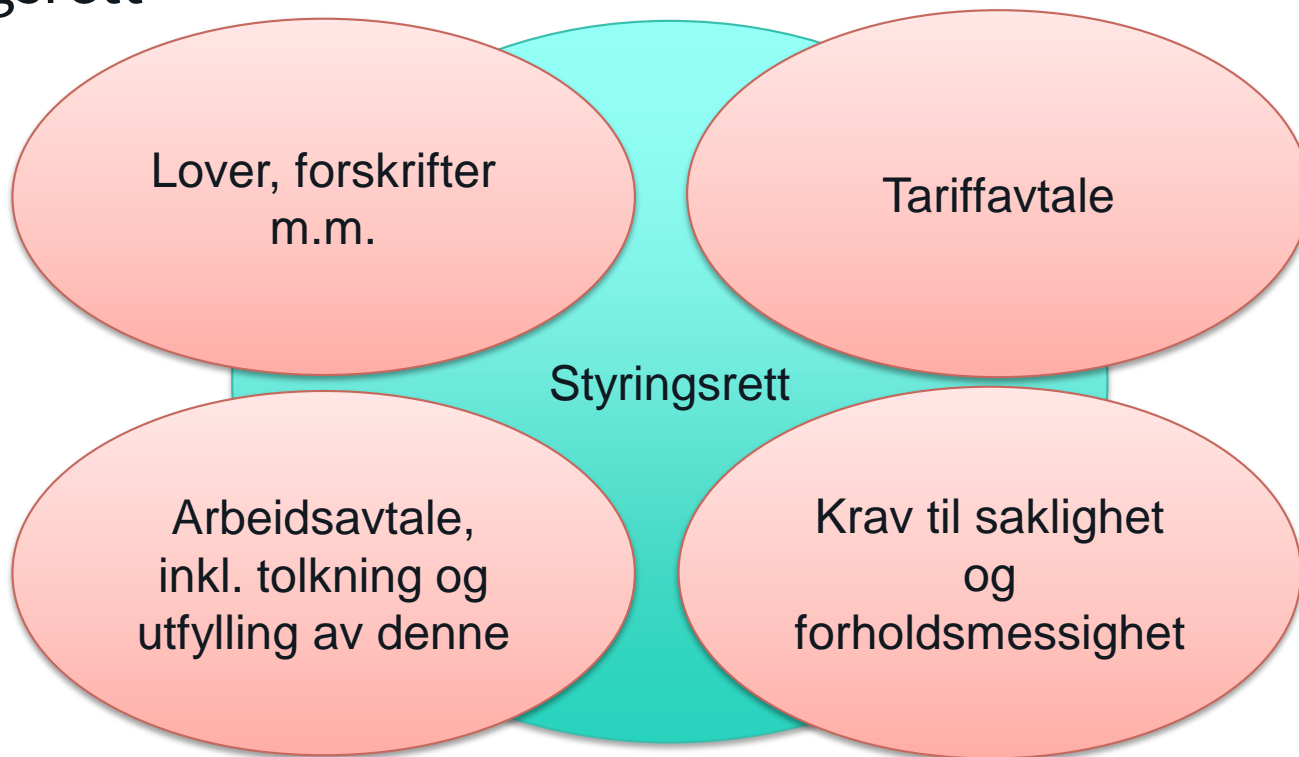 Lover, forskrifter
m.m.
Tariffavtale
Styringsrett
Arbeidsavtale,
inkl. tolkning og
utfylling av denne
Krav til saklighet
og
forholdsmessighet